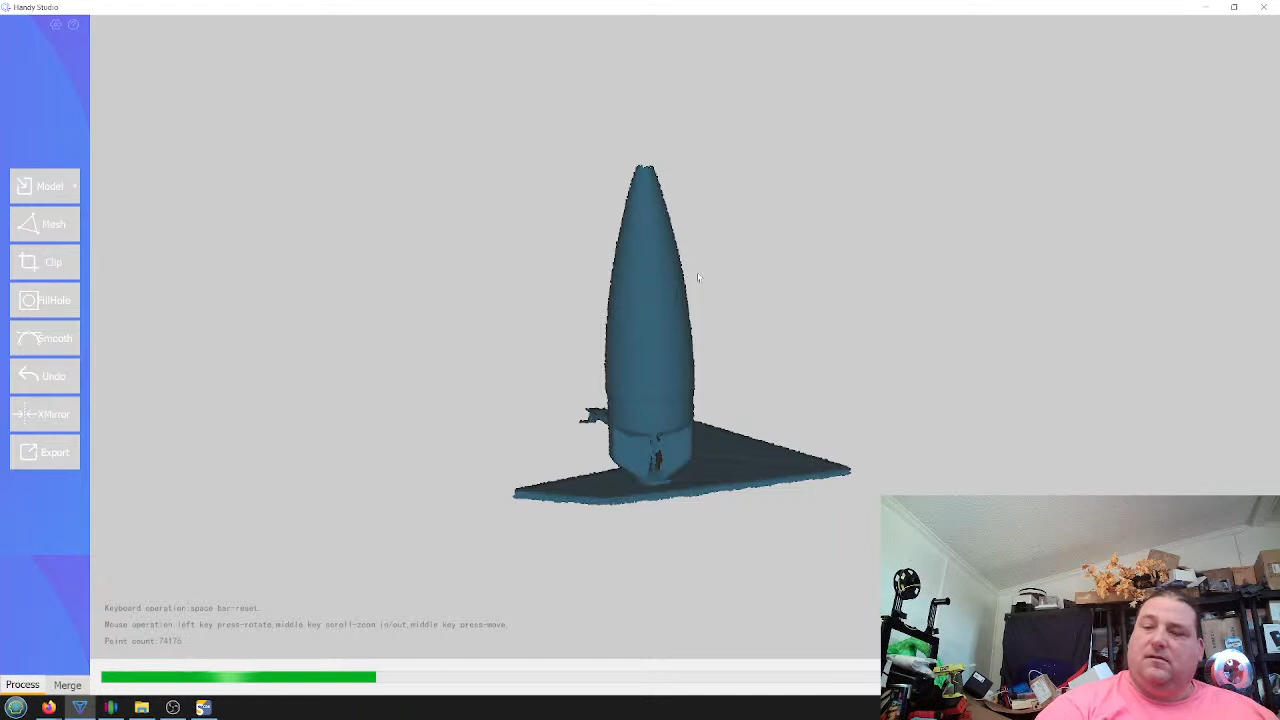 Handy Studio
Model
Mesh
Clip
FillHole
Smooth
Undo
XMirror
Export
Keyboard operation:space bar-reset.
Mouse operation left key press-rotate,middle key scroll-zoom in/out,middle key press-move.
Point count:74176
Process
Merge